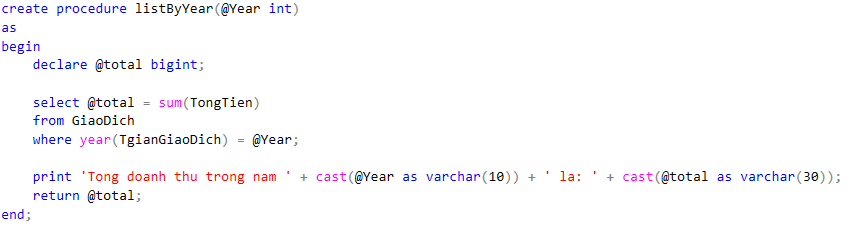 create procedure listByYear(@Year int)
as
begin
    declare @total bigint;
    select @total = sum(TongTien)
    from GiaoDich
    where year(TgianGiaoDich) = @Year;
    print 'Tong doanh thu trong nam ' + cast(@Year as varchar(10)) + ' la: ' + cast(@total as varchar(30));
    return @total;
end;